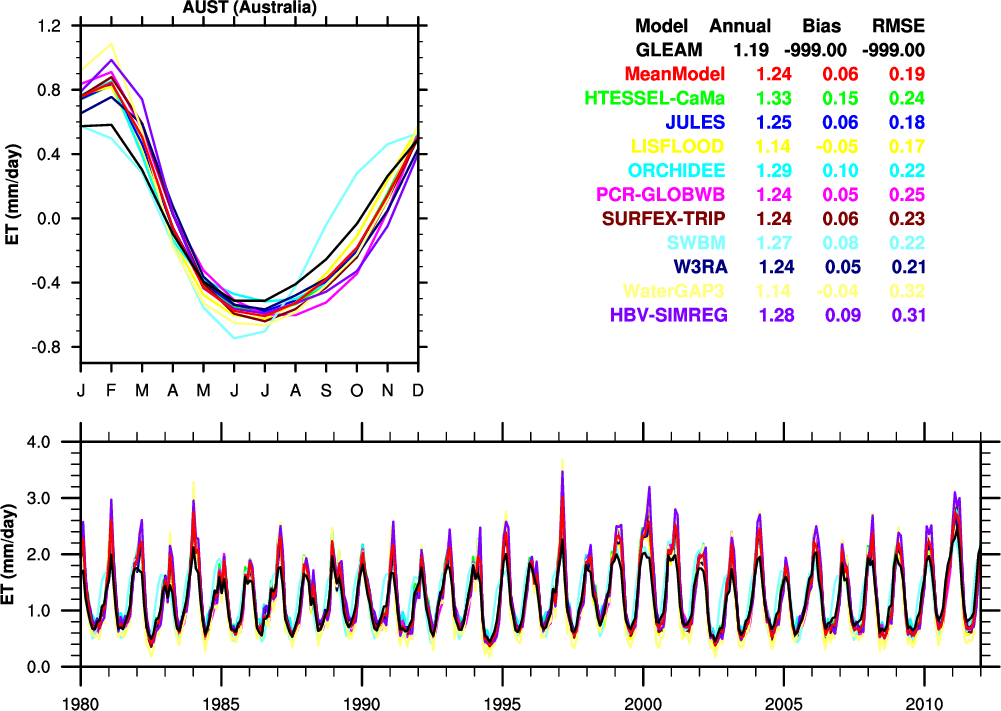 AUST (Australia)
1.2
0.8
0.4
0.0
-0.4
-0.8
ET (mm/day)
J F M A M J J A S O N D
Model Annual Bias RMSE
GLEAM 1.19 -999.00 -999.00
MeanModel 1.24 0.06 0.19
HTESSEL-CaMa 1.33 0.15 0.24
JULES 1.25 0.06 0.18
LISFLOOD 1.14 -0.05 0.17
ORCHIDEE 1.29 0.10 0.22
PCR-GLOBWB 1.24 0.05 0.25
SURFEX-TRIP 1.24 0.06 0.23
SWBM 1.27 0.08 0.22
W3RA 1.24 0.05 0.21
WaterGAP3 1.14 -0.04 0.32
HBV-SIMREG 1.28 0.09 0.31
4.0
3.0
2.0
1.0
0.0
ET (mm/day)
1980 1985 1990 1995 2000 2005 2010